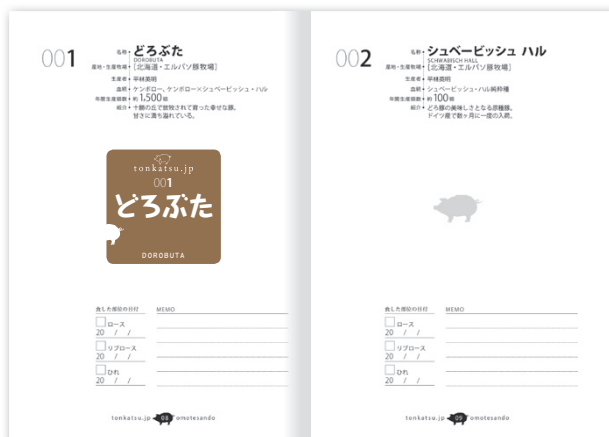 001
名称・どろぶた
DOROBUTA
産地・生産牧場・[北海道・エルパソ豚牧場]
生産者・平林英明
血統・ケンボロー、ケンボロー×シュベービッシュ・ハル
年間生産頭数・約1,500頭
紹介・十勝の丘で放牧されて育った幸せな豚。
甘さに満ち溢れている。
tonkatsu.jp
001
どろぶた
DOROBUTA
食した部位の日付 MEMO
ロース
20 / /
リブロース
20 / /
ひれ
20 / /
tonkatsu.jp 08 omotesando
002
名称・シュベービッシュ ハル
SCHWABISCH HALL
産地・生産牧場・[北海道・エルパソ豚牧場]
生産者・平林英明
血統・シュベービッシュ・ハル純粋種
年間生産頭数・約100頭
紹介・どろ豚の美味しさとなる原種豚。
ドイツ産で数ヶ月に一度の入荷。
食した部位の日付 MEMO
ロース
20 / /
リブロース
20 / /
ひれ
20 / /
tonkatsu.jp 09 omotesando